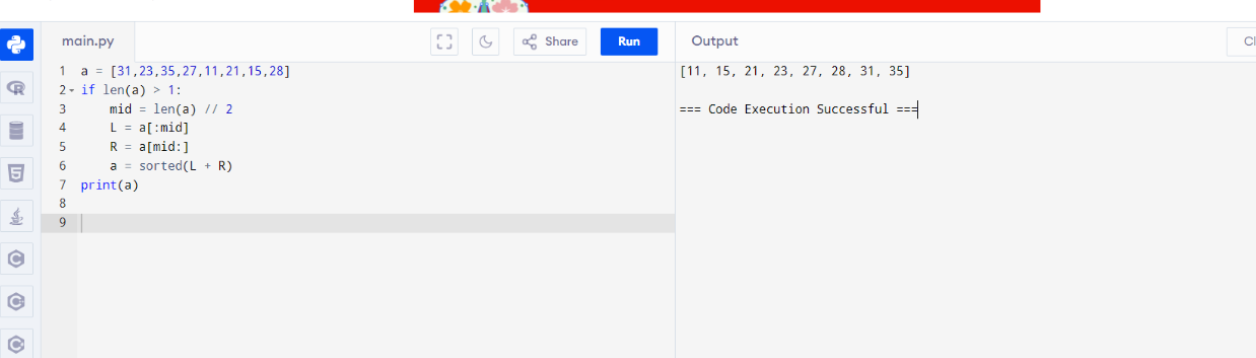 main.py
Share
Run
Output
Cl
1 a = [31,23,35,27,11,21,15,28]
2 if len(a) > 1:
3     mid = len(a) // 2
4     L = a[:mid]
5     R = a[mid:]
6     a = sorted(L + R)
7 print(a)
8
9
[11, 15, 21, 23, 27, 28, 31, 35]
=== Code Execution Successful ===